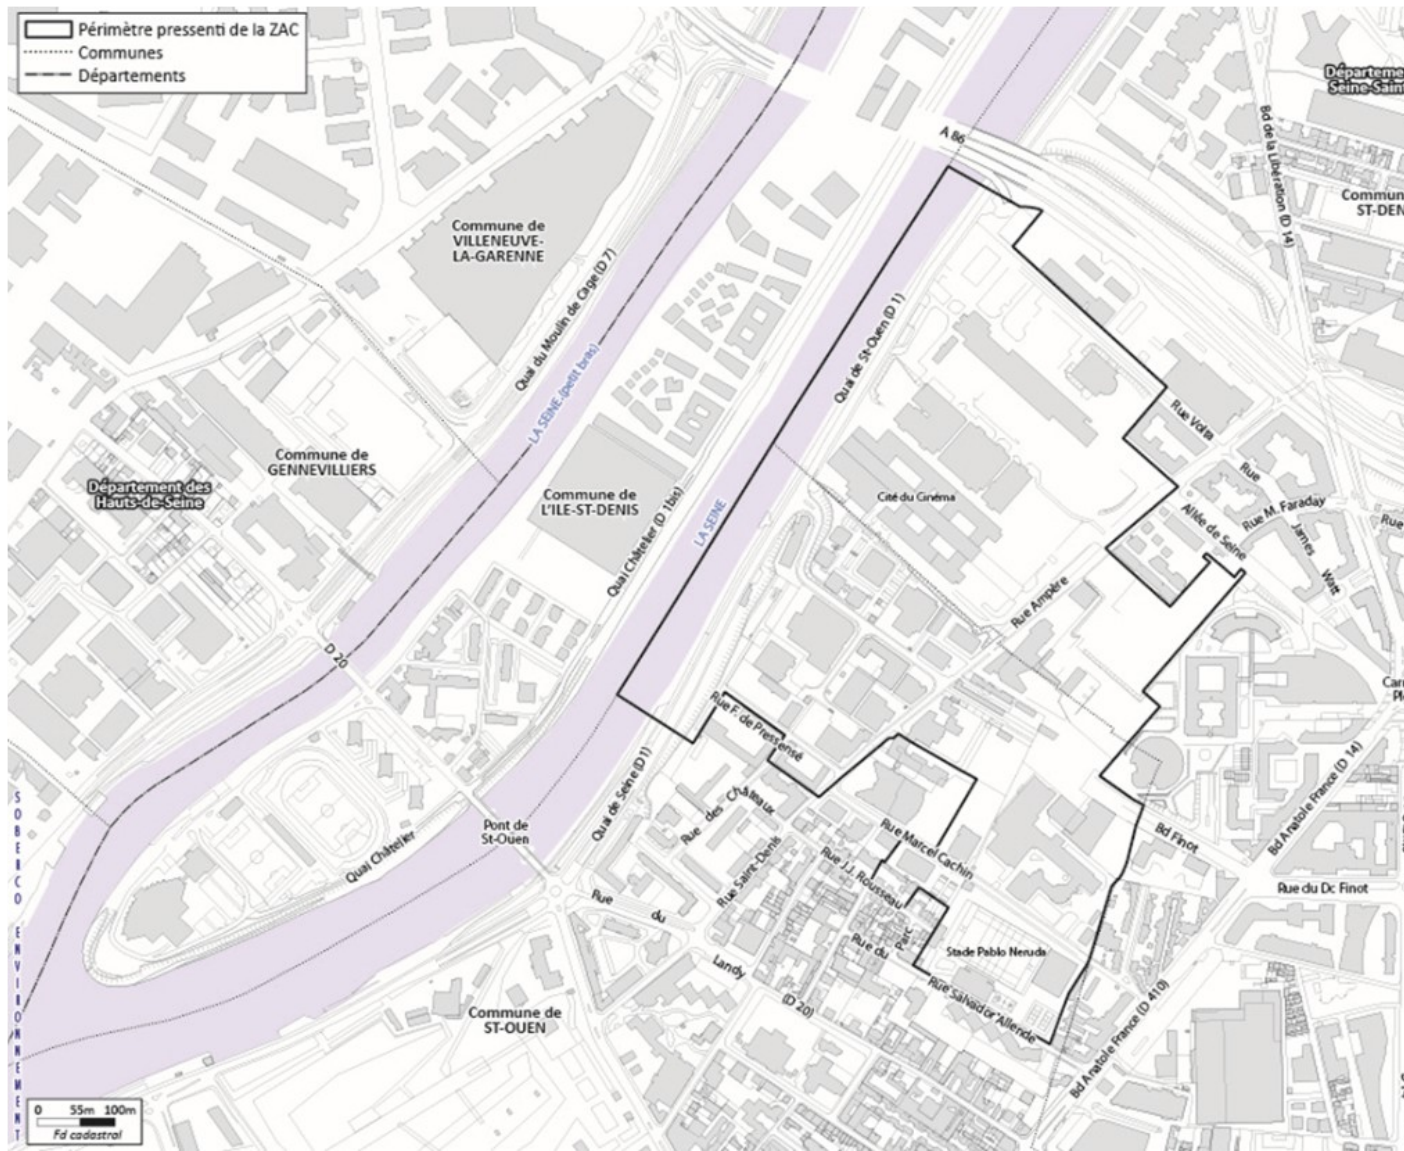 Périmètre pressenti de la ZAC
Communes
Départements
A 86
Bd de la Libération (D 14)
Départeme
Seine-Saint
Commun
ST-DEN
Commune de
VILLENEUVE-
LA-GARENNE
Quai du Moulin de Cage (D 7)
LA SEINE (petit bras)
Quai de St-Ouen (D 1)
Commune de
GENNEVILLIERS
Département des
Hauts-de-Seine
Commune de
L'ILE-ST-DENIS
Quai Châtelier (D 1bis)
LA SEINE
Cité du Cinéma
Rue Volta
Rue
James
Watt
Rue M. Faraday
Rue
Allée de Seine
Rue Ampère
D 20
Rue F. de Pressensé
Quai de Seine (D1)
Rue des Châteaux
Rue Saint-Denis
Rue Marcel Cachin
Rue J.J. Rousseau
Rue du
Parc
Stade Pablo Neruda
Rue Salvador Allende
Bd Finot
Bd Anatole France (D 14)
Rue du Dr Finot
Bd Anatole France (D 410)
Pont de
St-Ouen
Quai Châtelier
Rue du Landy (D 20)
Commune de
ST-OUEN
SOBERCO ENVIRONNEMENT
0 55m 100m
Fd cadastral